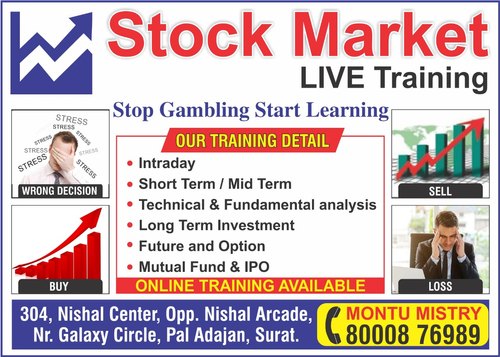 Stock Market
LIVE Training
Stop Gambling Start Learning
STRESS
STRESS
STRESS
STRESS
STRESS
STRESS
WRONG DECISION
OUR TRAINING DETAIL
• Intraday
• Short Term / Mid Term
• Technical & Fundamental analysis
• Long Term Investment
• Future and Option
• Mutual Fund & IPO
ONLINE TRAINING AVAILABLE
SELL
BUY
LOSS
304, Nishal Center, Opp. Nishal Arcade,
Nr. Galaxy Circle, Pal Adajan, Surat.
MONTU MISTRY
80008 76989